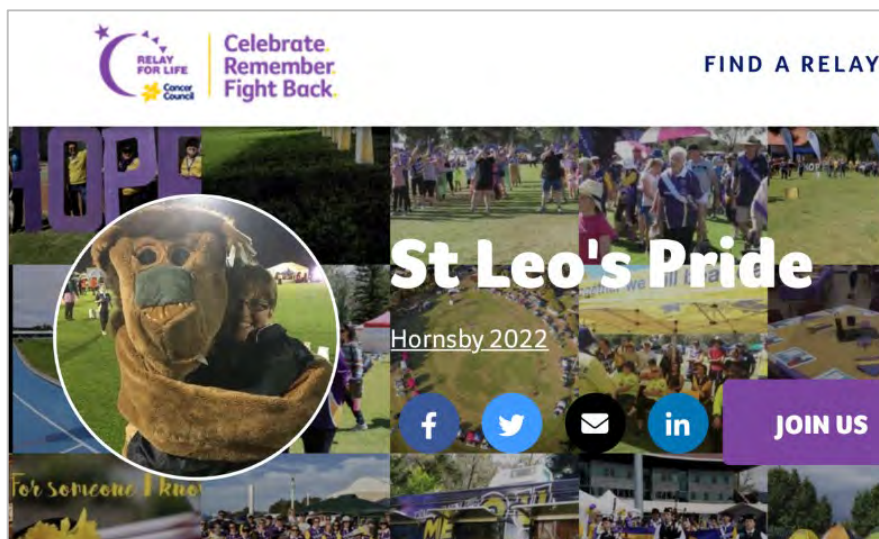 RELAY
FOR LIFE
Cancer
Council
Celebrate.
Remember.
Fight Back.
FIND A RELAY
HOPE
St Leo's Pride
Hornsby 2022
JOIN US
For someone I know